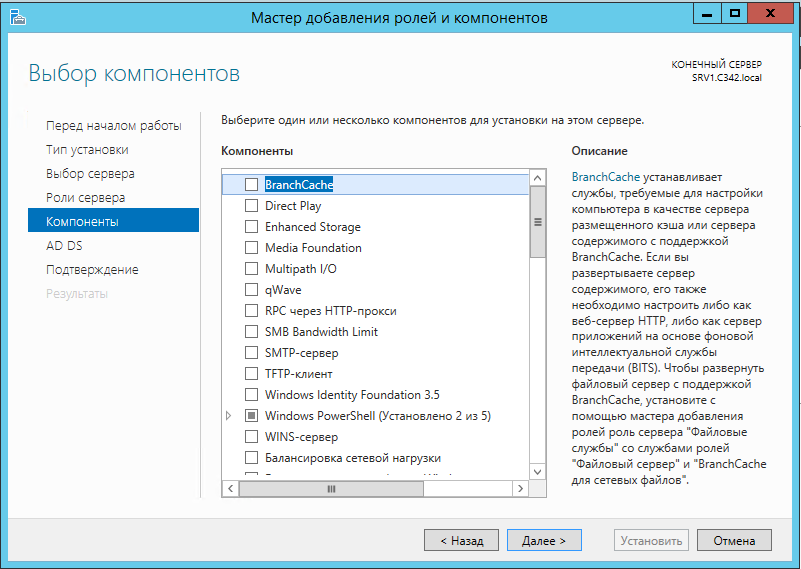 Мастер добавления ролей и компонентов
Выбор компонентов
КОНЕЧНЫЙ СЕРВЕР
SRV1.C342.local
Перед началом работы
Тип установки
Выбор сервера
Роли сервера
Компоненты
AD DS
Подтверждение
Результаты
Выберите один или несколько компонентов для установки на этом сервере.
Компоненты
BranchCache
Direct Play
Enhanced Storage
Media Foundation
Multipath I/O
qWave
RPC через HTTP-прокси
SMB Bandwidth Limit
SMTP-сервер
TFTP-клиент
Windows Identity Foundation 3.5
Windows PowerShell (Установлено 2 из 5)
WINS-сервер
Балансировка сетевой нагрузки
Описание
BranchCache устанавливает
службы, требуемые для настройки
компьютера в качестве сервера
размещенного кэша или сервера
содержимого с поддержкой
BranchCache. Если вы
развертываете сервер
содержимого, его также
необходимо настроить либо как
веб-сервер HTTP, либо как сервер
приложений на основе фоновой
интеллектуальной службы
передачи (BITS). Чтобы развернуть
файловый сервер с поддержкой
BranchCache, установите с
помощью мастера добавления
ролей роль сервера "Файловые
службы" со службами ролей
"Файловый сервер" и "BranchCache
для сетевых файлов".
< Назад
Далее >
Установить
Отмена